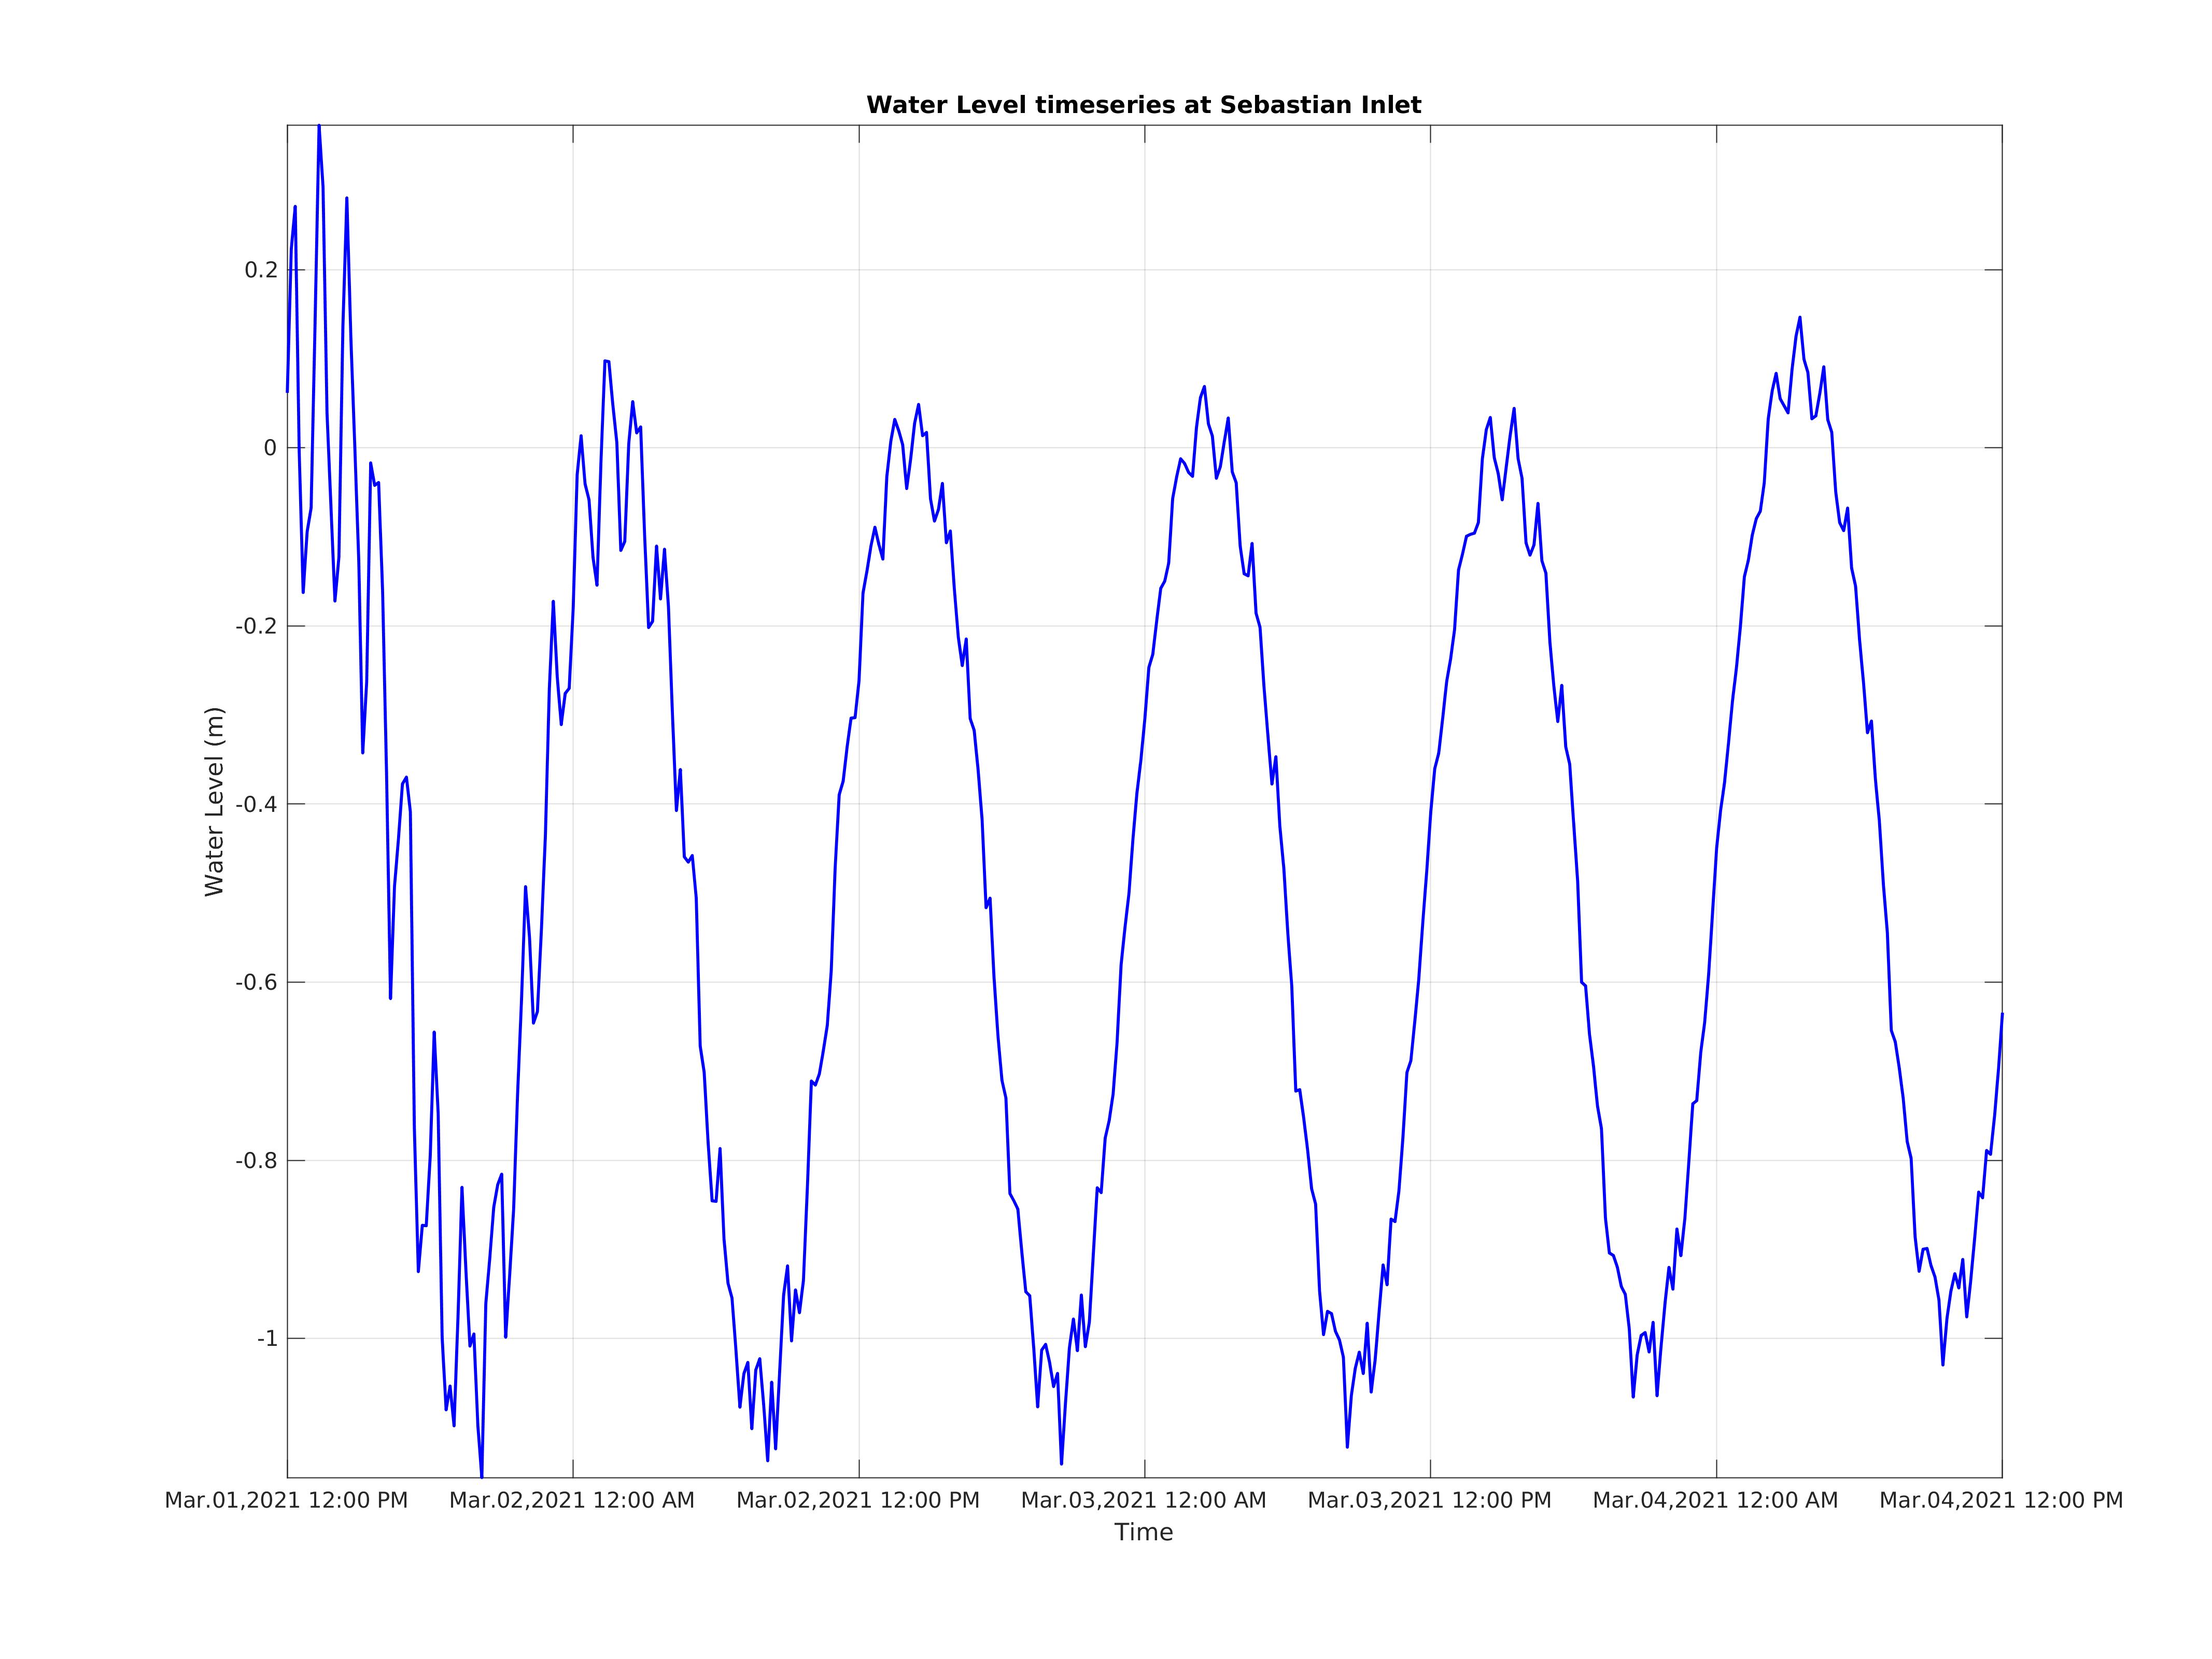 Water Level timeseries at Sebastian Inlet
0.2
0
-0.2
-0.4
-0.6
-0.8
-1
Water Level (m)
Mar.01,2021 12:00 PM Mar.02,2021 12:00 AM Mar.02,2021 12:00 PM Mar.03,2021 12:00 AM Mar.03,2021 12:00 PM Mar.04,2021 12:00 AM Mar.04,2021 12:00 PM
Time